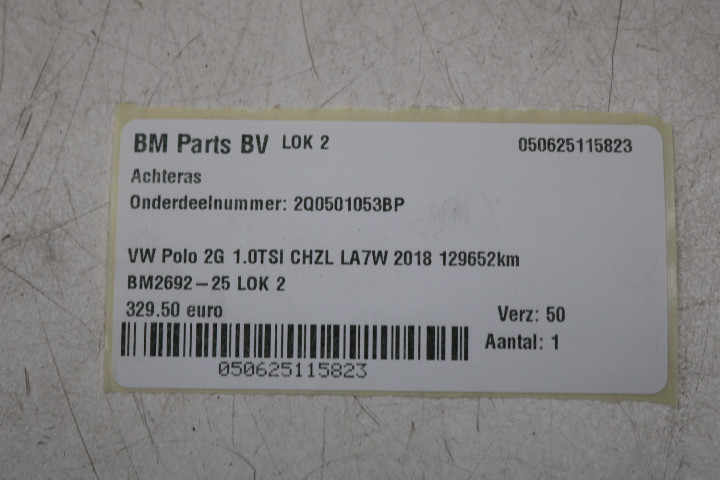 BM Parts BV LOK 2 050625115823
Achteras
Onderdeelnummer: 2Q0501053BP
VW Polo 2G 1.0TSI CHZL LA7W 2018 129652km
BM2692-25 LOK 2
329.50 euro Verz: 50
Aantal: 1
050625115823